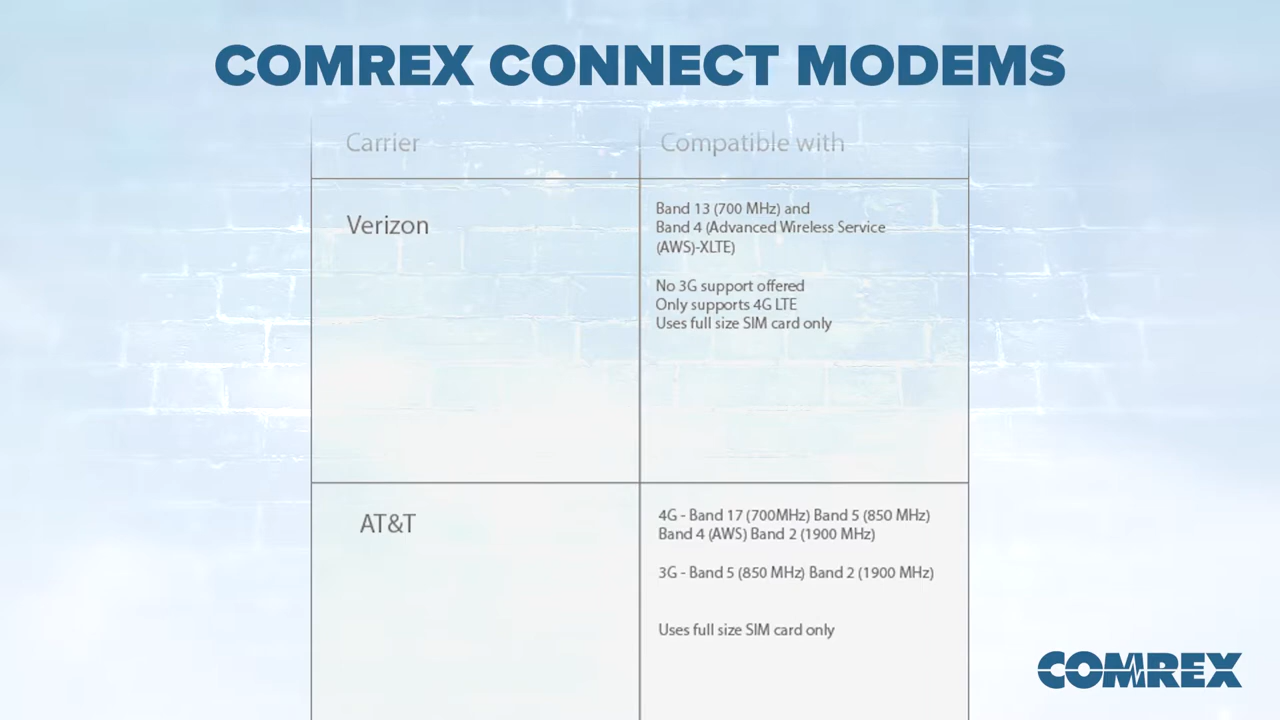 COMREX CONNECT MODEMS
Carrier
Compatible with
Verizon
Band 13 (700 MHz) and
Band 4 (Advanced Wireless Service
(AWS)-XLTE)
No 3G support offered
Only supports 4G LTE
Uses full size SIM card only
AT&T
4G - Band 17 (700MHz) Band 5 (850 MHz)
Band 4 (AWS) Band 2 (1900 MHz)
3G - Band 5 (850 MHz) Band 2 (1900 MHz)
Uses full size SIM card only
COMREX